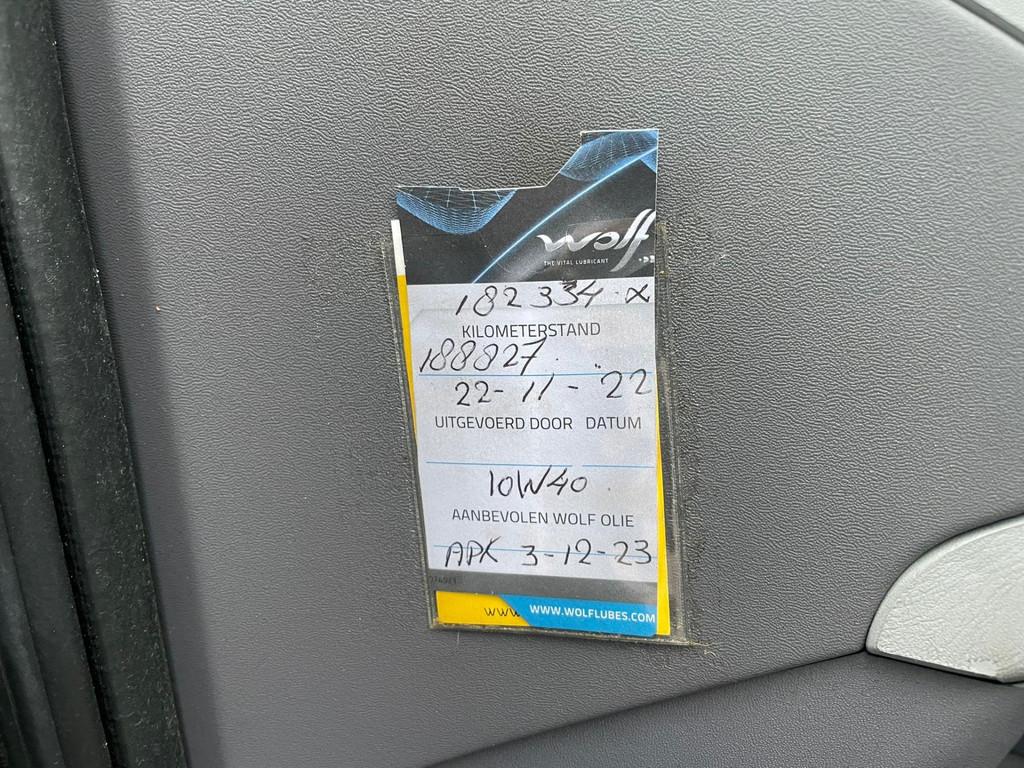 wolf
THE VITAL LUBRICANT
182334
KILOMETERSTAND
188827
22-11-22
UITGEVOERD DOOR DATUM
10W40
AANBEVOLEN WOLF OLIE
APK 3-12-23
WWW.WOLFLUBES.COM